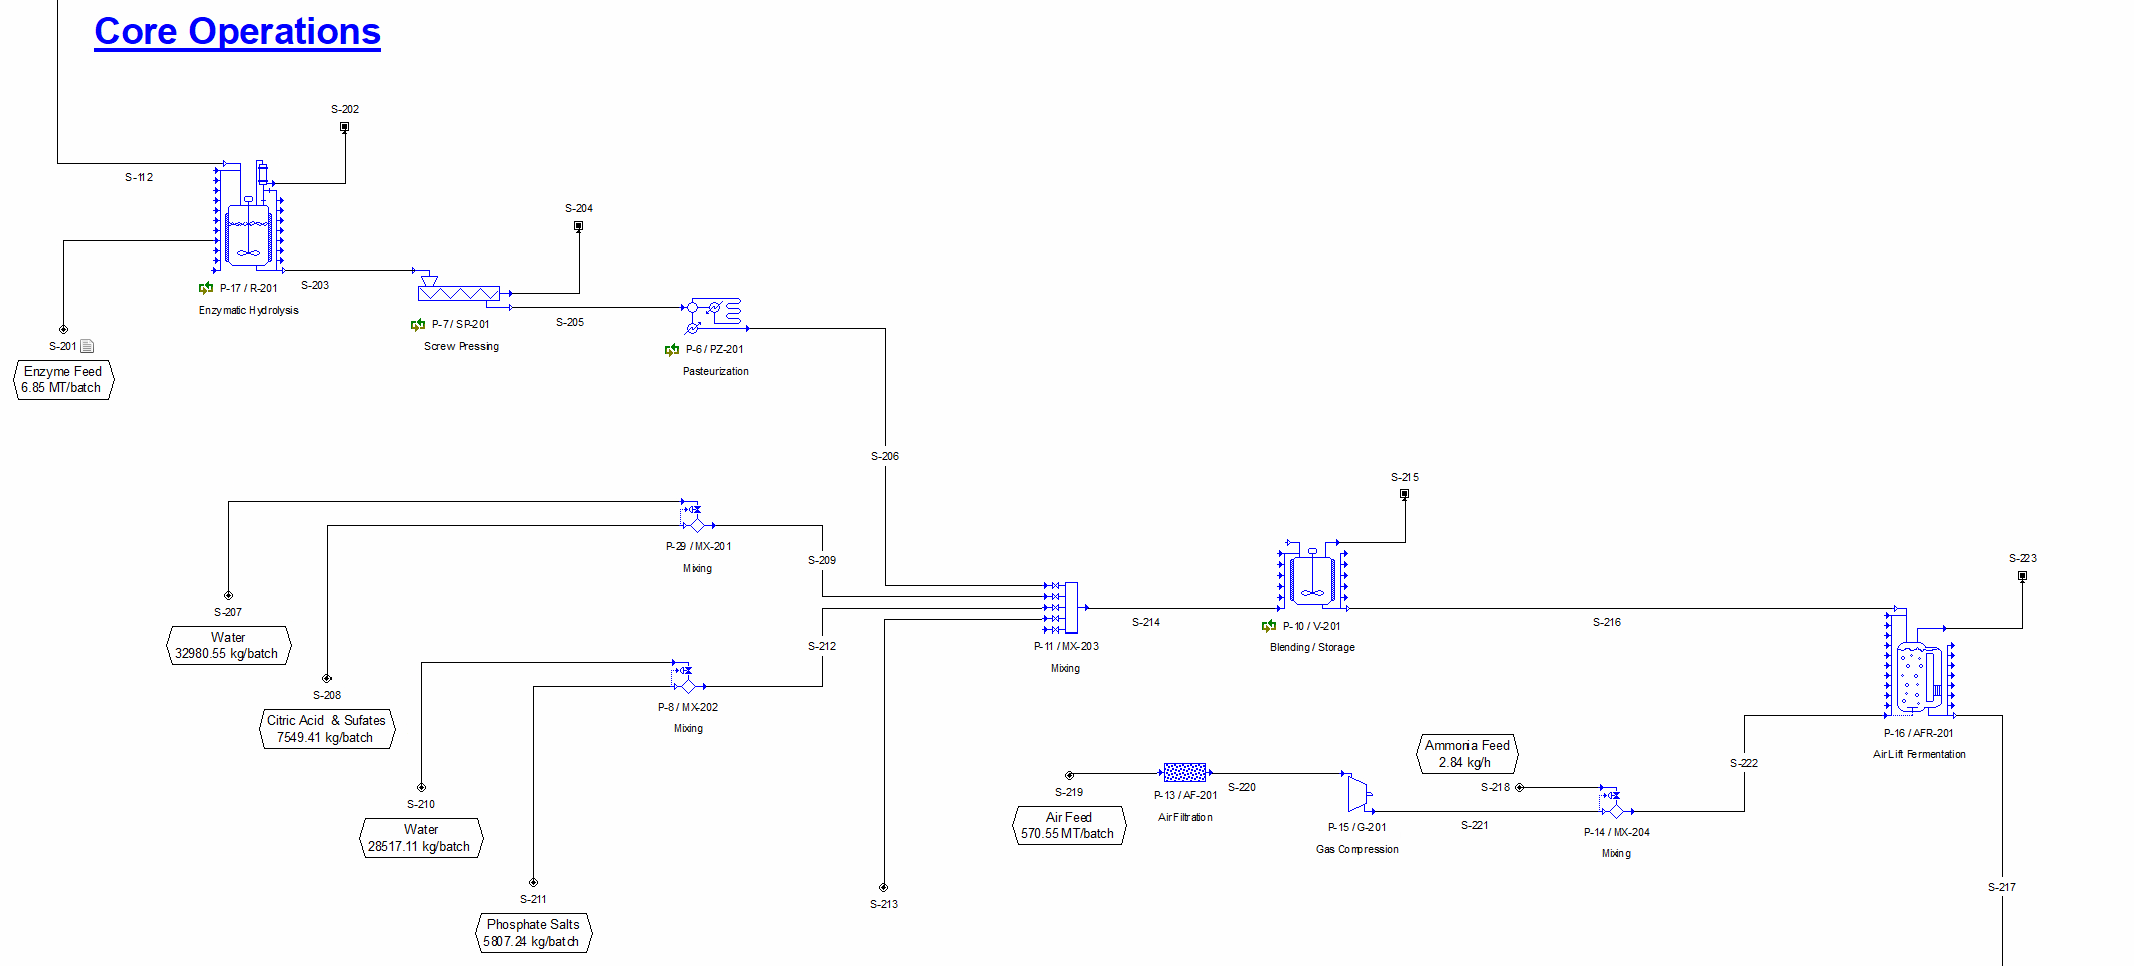 Core Operations
S-202
S-112
S-204
P-17 / R-201
Enzymatic Hydrolysis
S-203
P-7 / SP-201
Screw Pressing
S-205
P-6 / PZ-201
Pasteurization
S-201
Enzyme Feed
6.85 MT/batch
S-206
S-215
P-29 / MX-201
Mixing
S-209
S-223
S-207
Water
32980.55 kg/batch
S-212
P-11 / MX-203
Mixing
S-214
P-10 / V-201
Blending / Storage
S-216
S-208
Citric Acid  & Sufates
7549.41 kg/batch
P-8 / MX-202
Mixing
P-16 / AFR-201
Air Lift Fermentation
Ammonia Feed
2.84 kg/h
S-222
S-218
S-219
P-13 / AF-201
Air Filtration
S-220
Air Feed
570.55 MT/batch
P-15 / G-201
Gas Compression
S-221
P-14 / MX-204
Mixing
S-210
Water
28517.11 kg/batch
S-211
Phosphate Salts
5807.24 kg/batch
S-213
S-217